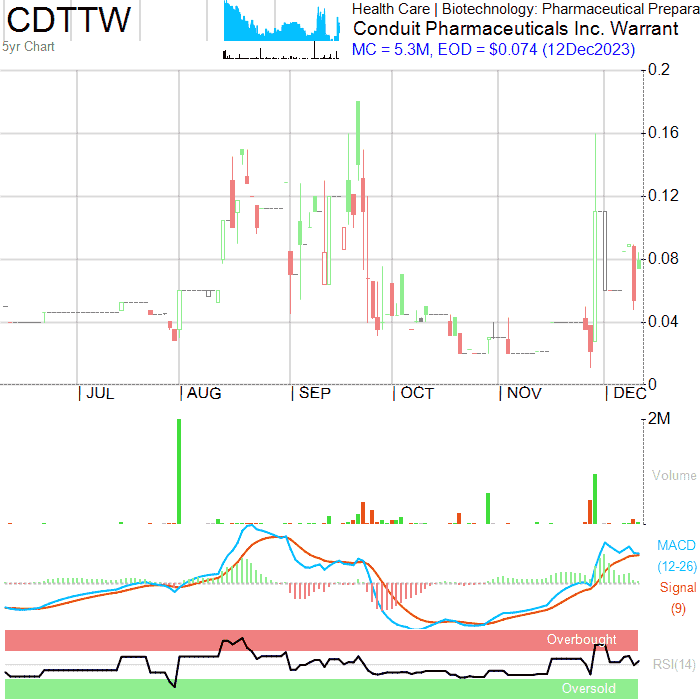 CDTTW
5yr Chart
Health Care | Biotechnology: Pharmaceutical Prepara
Conduit Pharmaceuticals Inc. Warrant
MC = 5.3M, EOD = $0.074 (12Dec2023)
0.2
0.16
0.12
0.08
0.04
0
JUL AUG SEP OCT NOV DEC
2M
Volume
MACD
(12-26)
Signal
(9)
Overbought
RSI(14)
Oversold